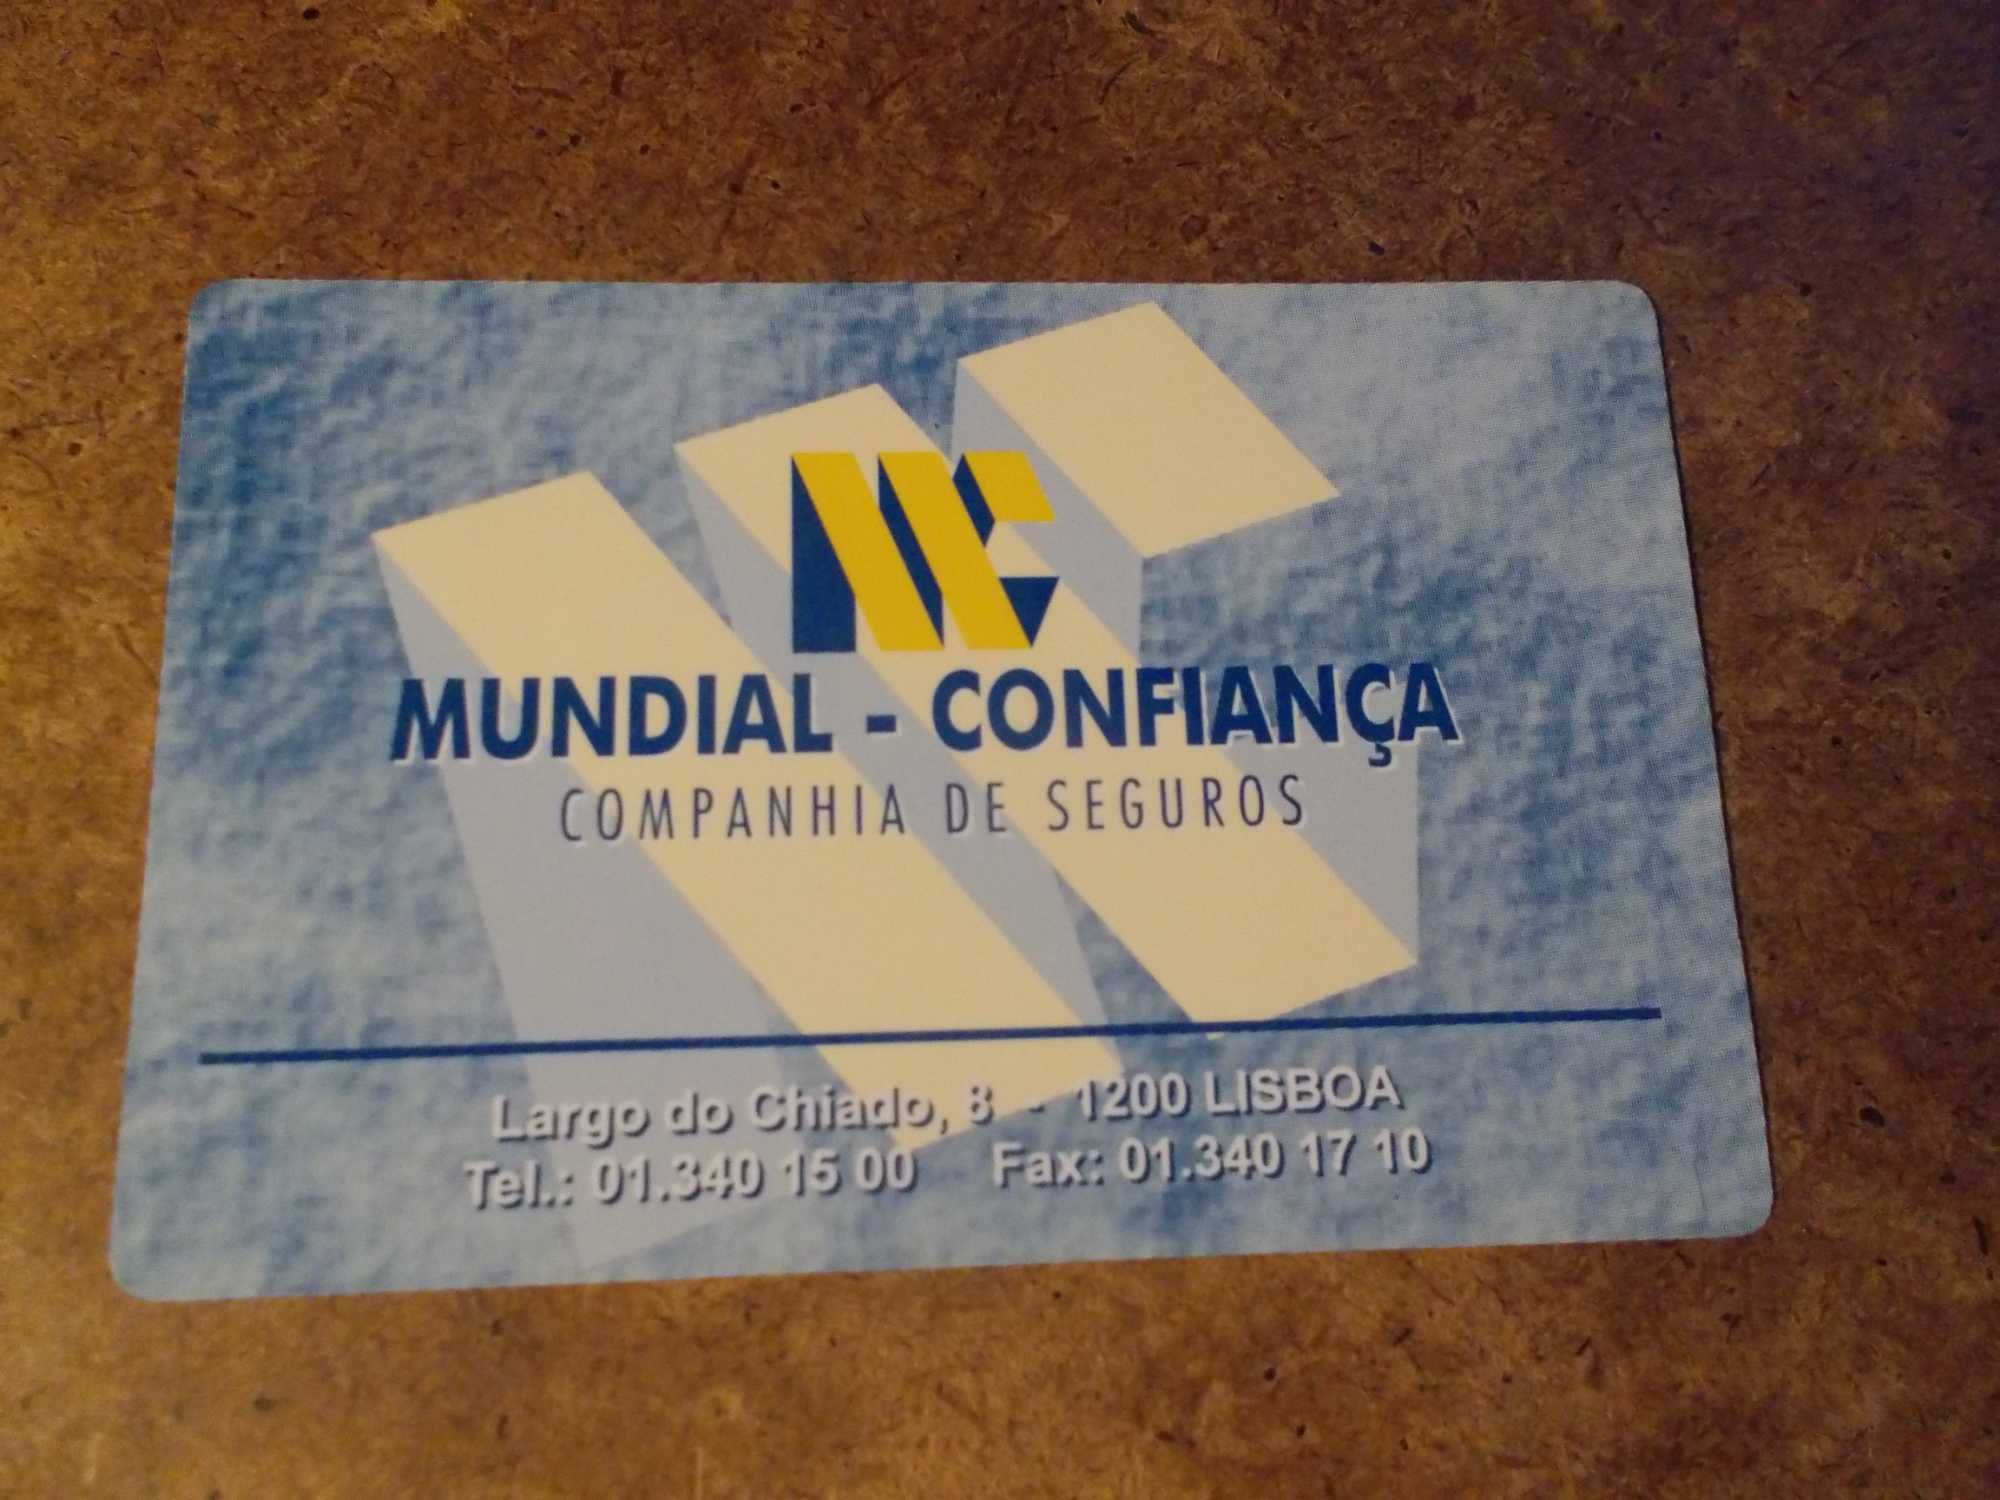 MC
MUNDIAL - CONFIANÇA
COMPANHIA DE SEGUROS
Largo do Chiado, 8 - 1200 LISBOA
Tel.: 01.340 15 00 Fax: 01.340 17 10